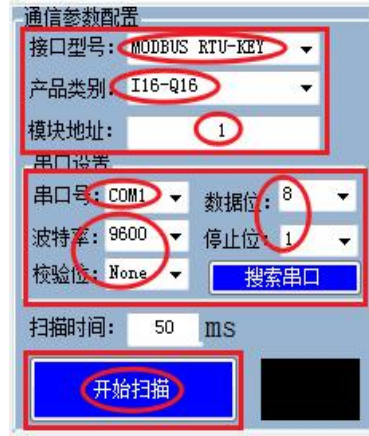 通信参数配置
接口型号: MODBUS RTU-KEY
产品类别: I16-Q16
模块地址: 1
串口设置
串口号: COM1 数据位: 8
波特率: 9600 停止位: 1
校验位: None 搜索串口
扫描时间: 50 ms
开始扫描